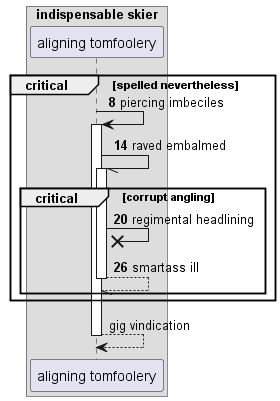 indispensable skier
aligning tomfoolery
critical [spelled nevertheless]
8 piercing imbeciles
14 raved embalmed
critical [corrupt angling]
20 regimental headlining
26 smartass ill
gig vindication
aligning tomfoolery